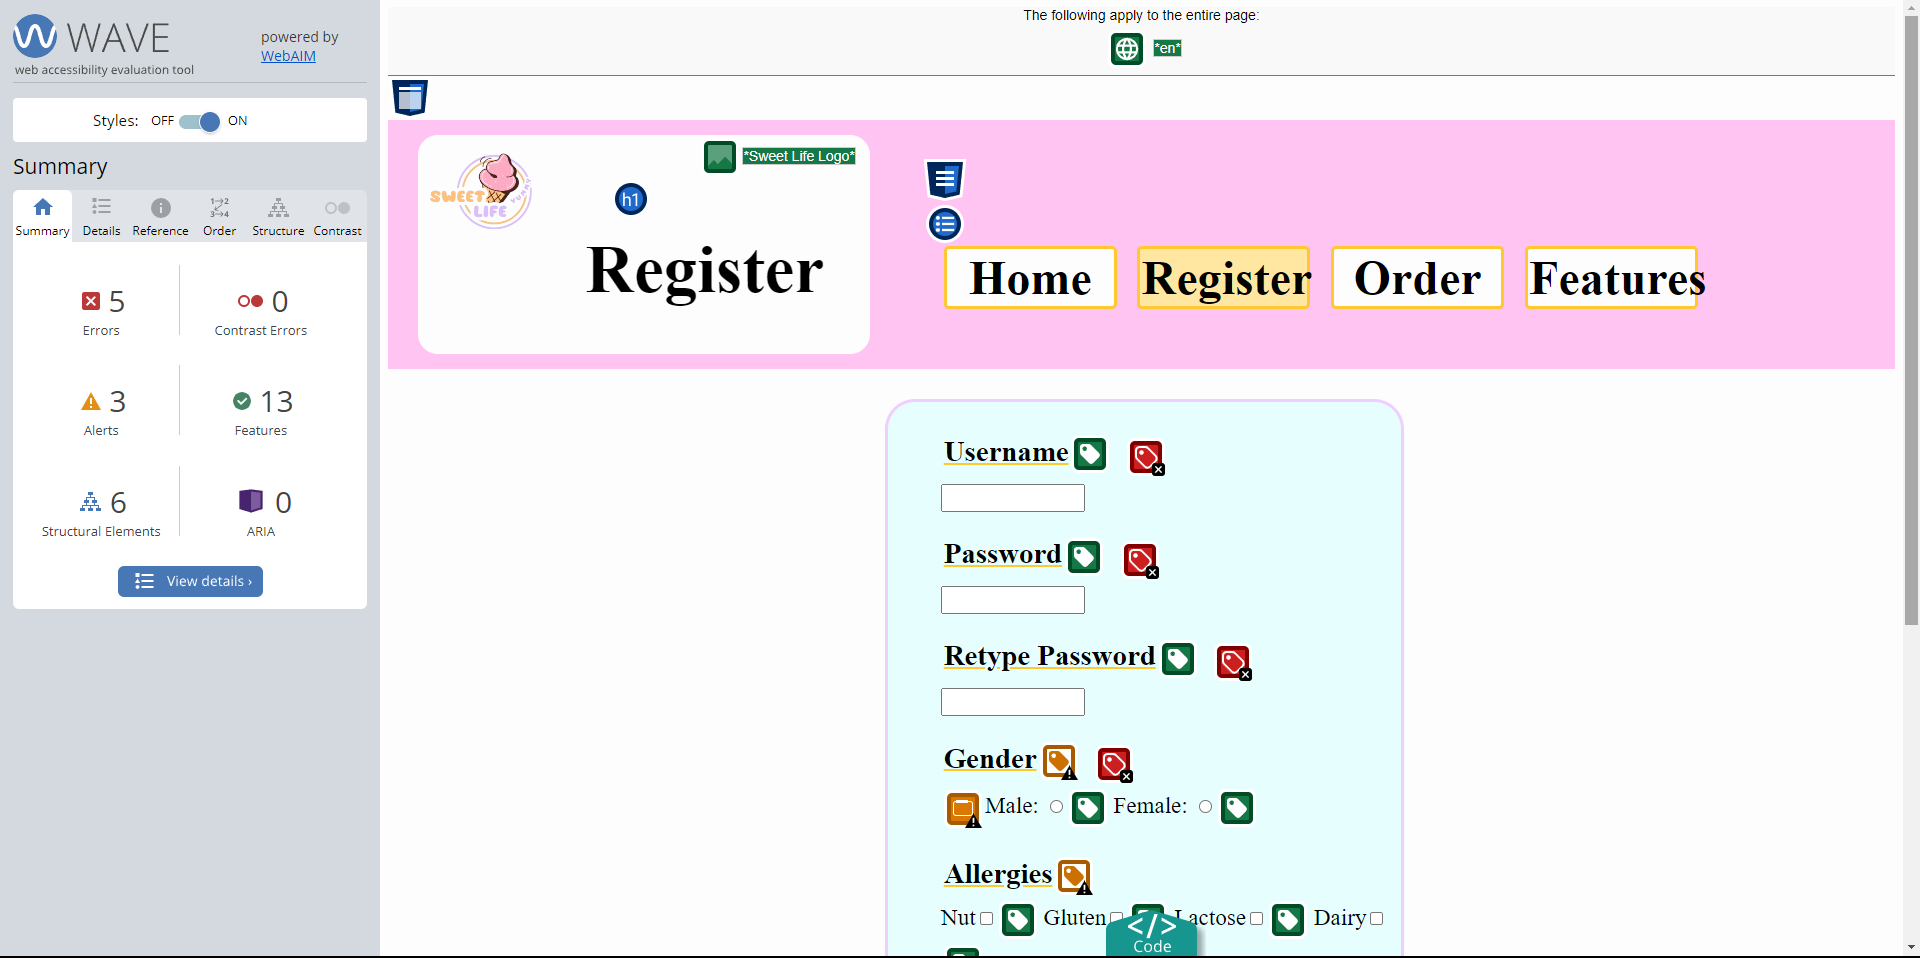 WAVE
web accessibility evaluation tool
powered by
WebAIM
Styles: OFF ON
Summary
Summary Details Reference Order Structure Contrast
5
Errors
0
Contrast Errors
3
Alerts
13
Features
6
Structural Elements
0
ARIA
View details ›
The following apply to the entire page:
*en*
*Sweet Life Logo*
SWEET
LIFE
YUMMY
h1
Register
Home Register Order Features
Username
Password
Retype Password
Gender
Male: Female:
Allergies
Nut Gluten Lactose Dairy
</>
Code